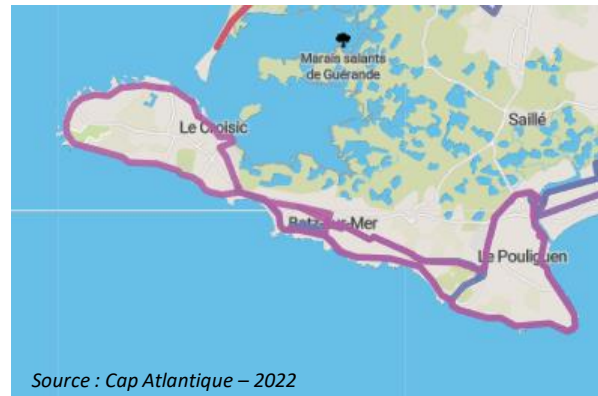 Marais salants
de Guérande
Le Croisic
Saillé
Batz-sur-Mer
Le Pouliguen
Source : Cap Atlantique – 2022